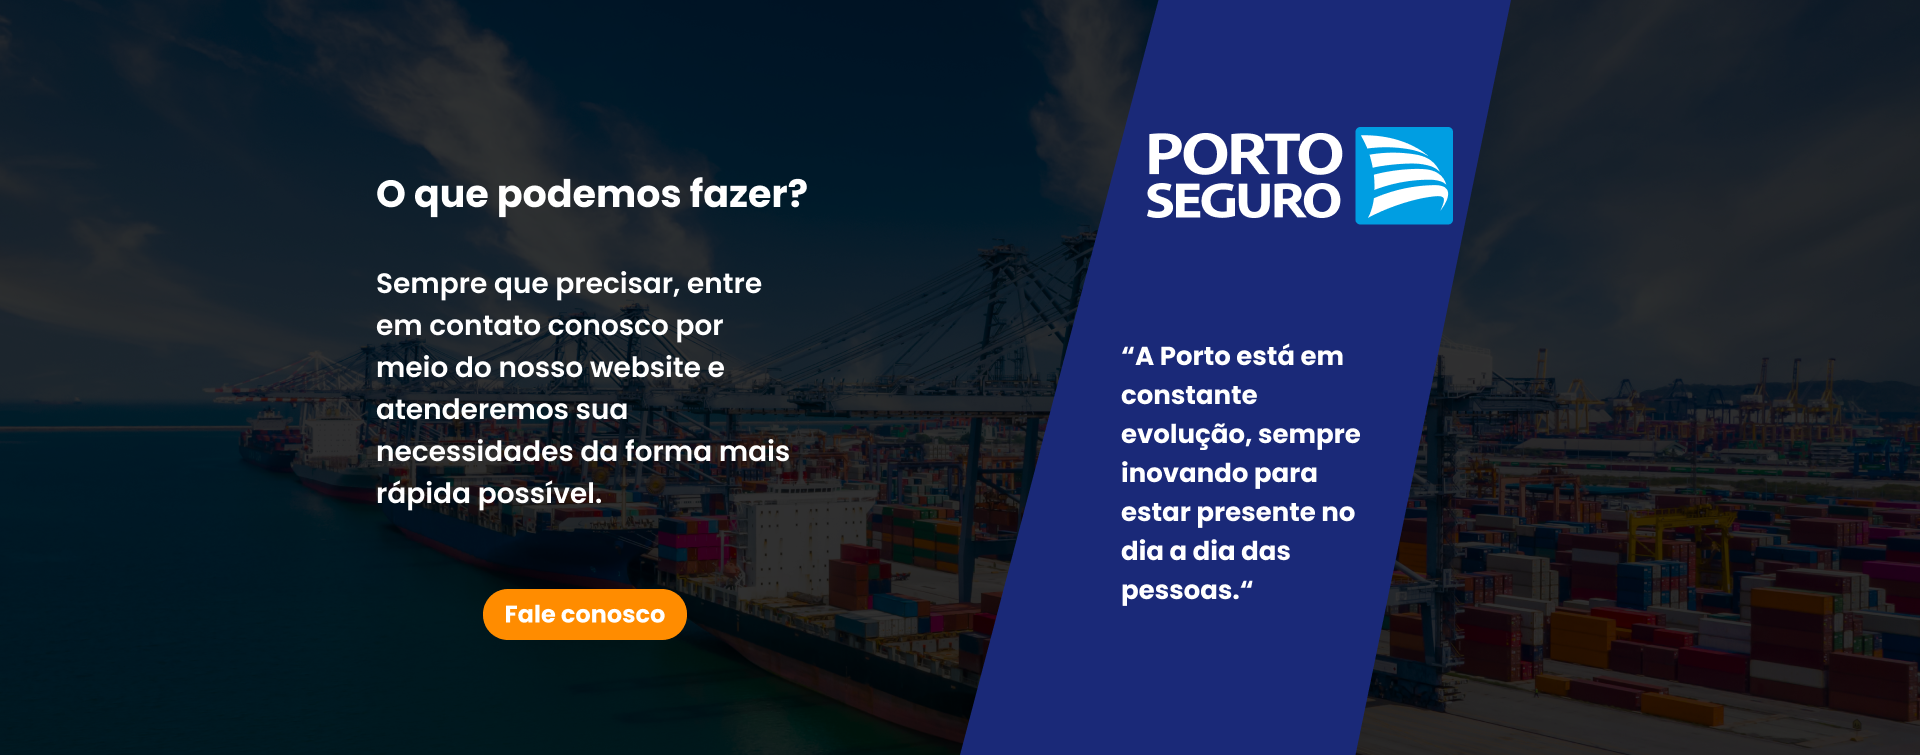 O que podemos fazer?
Sempre que precisar, entre
em contato conosco por
meio do nosso website e
atenderemos sua
necessidades da forma mais
rápida possível.
Fale conosco
PORTO
SEGURO
“A Porto está em
constante
evolução, sempre
inovando para
estar presente no
dia a dia das
pessoas.“